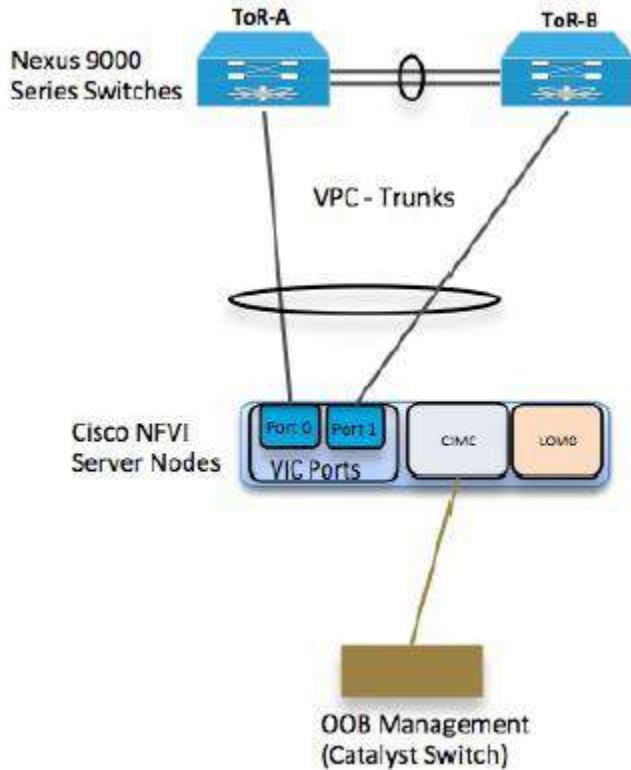 ToR-A
ToR-B
Nexus 9000
Series Switches
VPC - Trunks
Cisco NFVI
Server Nodes
Port 0
Port 1
VIC Ports
CIMC
LOM0
OOB Management
(Catalyst Switch)